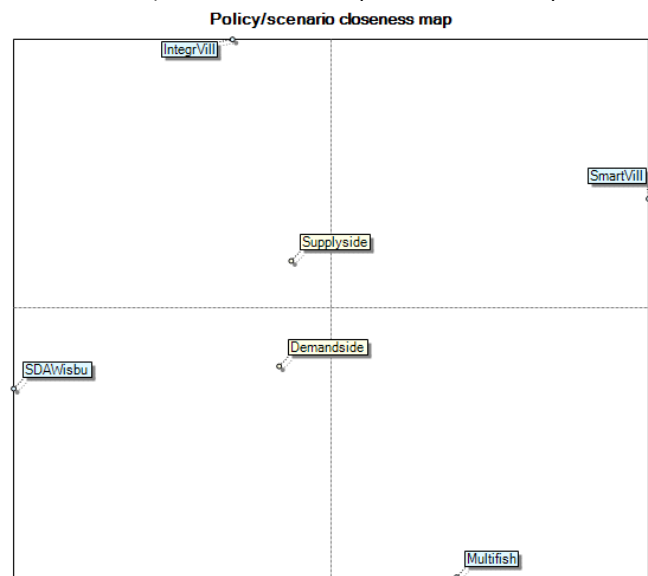 Policy/scenario closeness map
IntegrVill
SmartVill
Supplyside
Demandside
SDAWisbu
Multifish